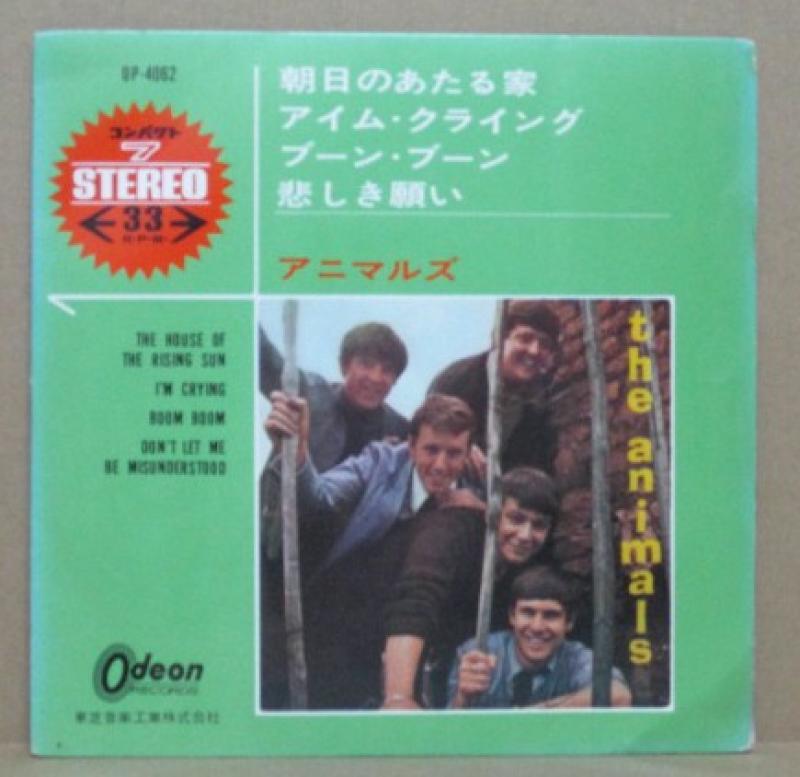 OP-4062
コンパクト
7
STEREO
33
R・P・M・
朝日のあたる家
アイム・クライング
ブーン・ブーン
悲しき願い
アニマルズ
THE HOUSE OF
THE RISING SUN
I'M CRYING
BOOM BOOM
DON'T LET ME
BE MISUNDERSTOOD
the animals
Odeon
RECORDS
東芝音楽工業株式会社